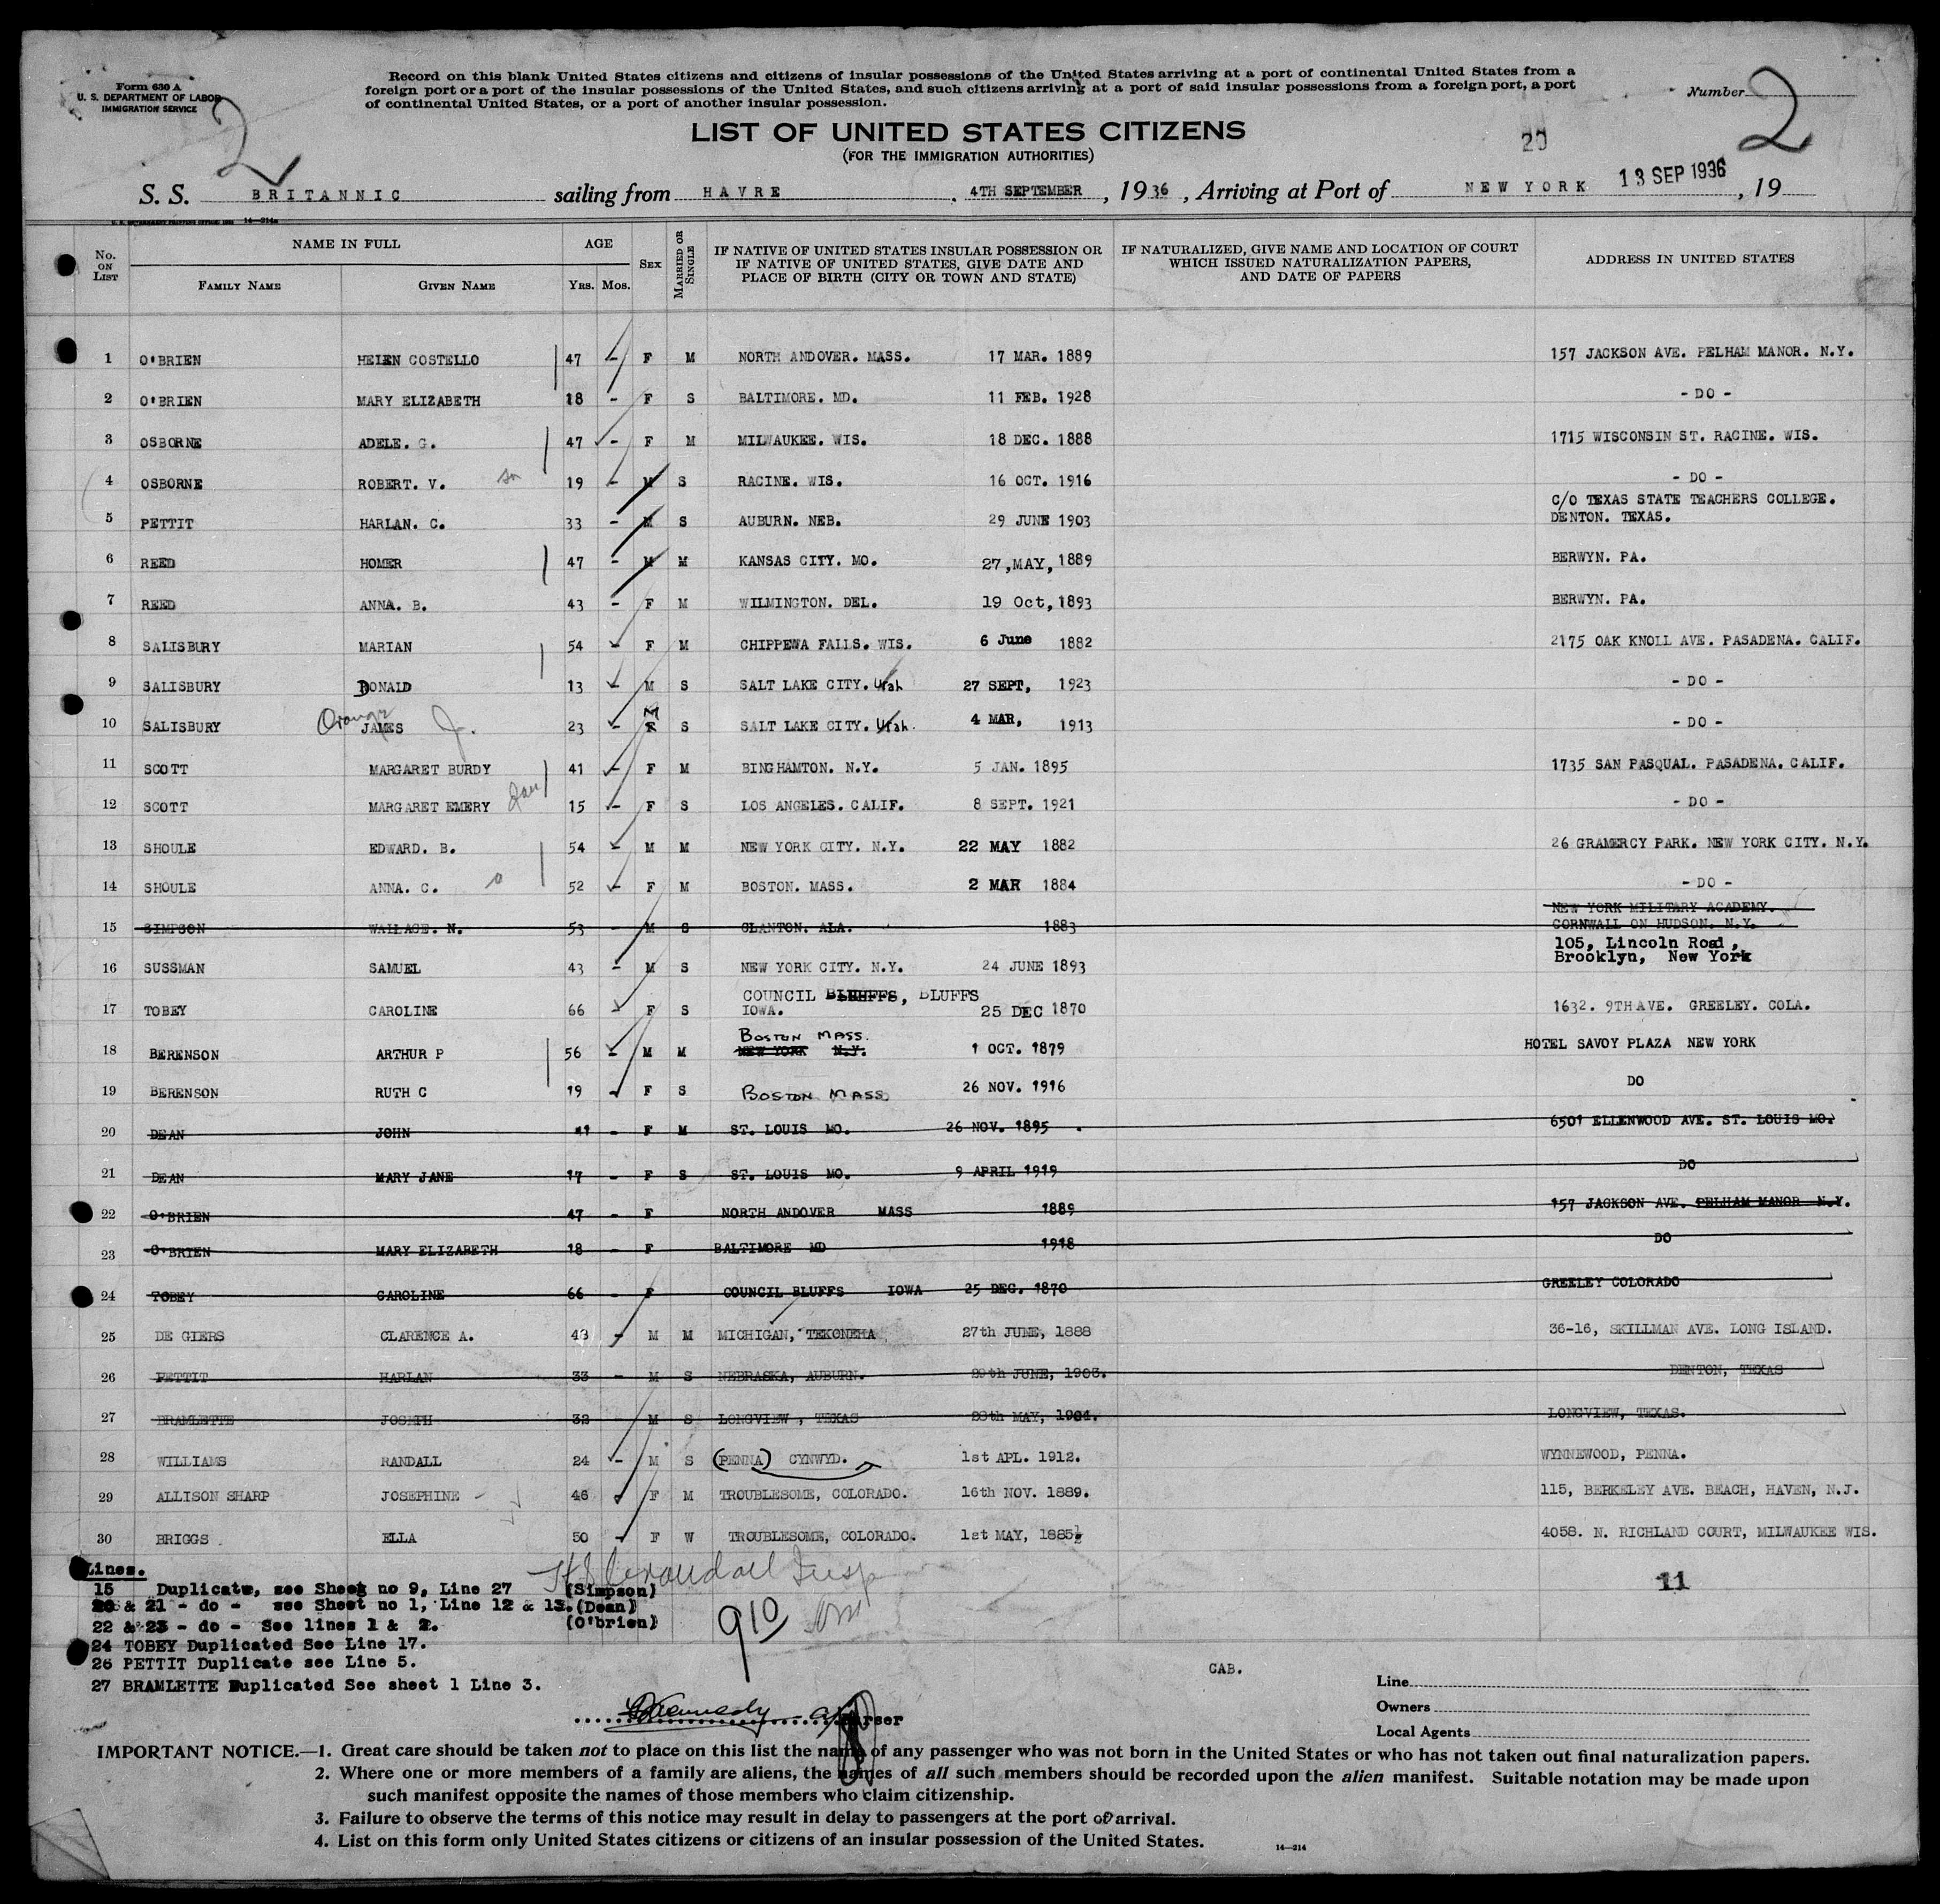 Form 630 A
U. S. DEPARTMENT OF LABOR
IMMIGRATION SERVICE
Record on this blank United States citizens and citizens of insular possessions of the United States arriving at a port of continental United States from a
foreign port or a port of the insular possessions of the United States, and such citizens arriving at a port of said insular possessions from a foreign port, a port
of continental United States, or a port of another insular possession.
Number 2
2
LIST OF UNITED STATES CITIZENS
(FOR THE IMMIGRATION AUTHORITIES)
20
S. S. BRITANNIC sailing from HAVRE, 4TH SEPTEMBER, 1936, Arriving at Port of NEW YORK 13 SEP 1936, 19
No. ON LIST NAME IN FULL AGE SEX MARRIED OR SINGLE IF NATIVE OF UNITED STATES INSULAR POSSESSION OR IF NATIVE OF UNITED STATES, GIVE DATE AND PLACE OF BIRTH (CITY OR TOWN AND STATE) IF NATURALIZED, GIVE NAME AND LOCATION OF COURT WHICH ISSUED NATURALIZATION PAPERS, AND DATE OF PAPERS ADDRESS IN UNITED STATES
FAMILY NAME GIVEN NAME YRS. MOS.
1 O'BRIEN HELEN COSTELLO 47 - F M NORTH ANDOVER. MASS. 17 MAR. 1889 157 JACKSON AVE. PELHAM MANOR. N.Y.
2 O'BRIEN MARY ELIZABETH 18 - F S BALTIMORE. MD. 11 FEB. 1928 - DO -
3 OSBORNE ADELE. G. 47 - F M MILWAUKEE. WIS. 18 DEC. 1888 1715 WISCONSIN ST. RACINE. WIS.
4 OSBORNE ROBERT. V. son 19 - M S RACINE. WIS. 16 OCT. 1916 - DO -
5 PETTIT HARLAN. C. 33 - M S AUBURN. NEB. 29 JUNE 1903 C/O TEXAS STATE TEACHERS COLLEGE.
DENTON. TEXAS.
6 REED HOMER 47 - M M KANSAS CITY. MO. 27,MAY, 1889 BERWYN. PA.
7 REED ANNA. B. 43 - F M WILMINGTON. DEL. 19 Oct, 1893 BERWYN. PA.
8 SALISBURY MARIAN 54 - F M CHIPPEWA FALLS. WIS. 6 June 1882 2175 OAK KNOLL AVE. PASADENA. CALIF.
9 SALISBURY DONALD 13 - M S SALT LAKE CITY. Utah 27 SEPT, 1923 - DO -
10 SALISBURY Orange JAMES Jr. 23 - M F S SALT LAKE CITY. Utah. 4 MAR, 1913 - DO -
11 SCOTT MARGARET BURDY 41 - F M BINGHAMTON. N.Y. 5 JAN. 1895 1735 SAN PASQUAL. PASADENA. CALIF.
12 SCOTT MARGARET EMERY dau 15 - F S LOS ANGELES. CALIF. 8 SEPT. 1921 - DO -
13 SHOULE EDWARD. B. 54 - M M NEW YORK CITY. N.Y. 22 MAY 1882 26 GRAMERCY PARK. NEW YORK CITY. N.Y.
14 SHOULE ANNA. C. 52 - F M BOSTON. MASS. 2 MAR 1884 - DO -
15 SIMPSON WALLACE. N. 53 - M S CLANTON. ALA. 1883 NEW YORK MILITARY ACADEMY.
CORNWALL ON HUDSON. N.Y.
16 SUSSMAN SAMUEL 43 - M S NEW YORK CITY. N.Y. 24 JUNE 1893 105, Lincoln Road,
Brooklyn, New York
17 TOBEY CAROLINE 66 - F S COUNCIL BLUFFS, BLUFFS
IOWA. 25 DEC 1870 1632. 9TH AVE. GREELEY. COLA.
18 BERENSON ARTHUR P 56 - M M BOSTON MASS.
NEW YORK N.Y. 1 OCT. 1879 HOTEL SAVOY PLAZA NEW YORK
19 BERENSON RUTH C 19 - F S BOSTON MASS 26 NOV. 1916 DO
20 DEAN JOHN 41 - F M ST. LOUIS MO. 26 NOV. 1895 6501 ELLENWOOD AVE. ST. LOUIS MO.
21 DEAN MARY JANE 17 - F S ST. LOUIS MO. 9 APRIL 1919 DO
22 O'BRIEN 47 - F NORTH ANDOVER MASS 1889 157 JACKSON AVE. PELHAM MANOR N.Y.
23 O'BRIEN MARY ELIZABETH 18 - F BALTIMORE MD 1918 DO
24 TOBEY CAROLINE 66 - F COUNCIL BLUFFS IOWA 25 DEC. 1870 GREELEY COLORADO
25 DE GIERS CLARENCE A. 43 - M M MICHIGAN, TEKONSHA 27th JUNE, 1888 36-16, SKILLMAN AVE. LONG ISLAND.
26 PETTIT HARLAN 33 - M S NEBRASKA, AUBURN. 29th JUNE, 1903. DENTON, TEXAS
27 BRAMLETTE JOSEPH 32 M S LONGVIEW, TEXAS 28th MAY, 1904. LONGVIEW, TEXAS.
28 WILLIAMS RANDALL 24 - M S (PENNA) CYNWYD. 1st APL. 1912. WYNNEWOOD, PENNA.
29 ALLISON SHARP JOSEPHINE 46 - F M TROUBLESOME, COLORADO. 16th NOV. 1889. 115, BERKELEY AVE. BEACH, HAVEN, N.J.
30 BRIGGS ELLA 50 - F W TROUBLESOME, COLORADO. 1st MAY, 1885 4058. N. RICHLAND COURT, MILWAUKEE WIS.
Lines.
15 Duplicate, see Sheet no 9, Line 27 (Simpson)
20 & 21 - do - see Sheet no 1, Line 12 & 13. (Dean)
22 & 23 - do - See lines 1 & 2. (O'brien)
24 TOBEY Duplicated See Line 17.
26 PETTIT Duplicate see Line 5.
27 BRAMLETTE Duplicated See sheet 1 Line 3.
Insp
910
11
CAB.
Kennedy
Purser
Line
Owners
Local Agents
IMPORTANT NOTICE.—1. Great care should be taken not to place on this list the name of any passenger who was not born in the United States or who has not taken out final naturalization papers.
2. Where one or more members of a family are aliens, the names of all such members should be recorded upon the alien manifest. Suitable notation may be made upon
such manifest opposite the names of those members who claim citizenship.
3. Failure to observe the terms of this notice may result in delay to passengers at the port of arrival.
4. List on this form only United States citizens or citizens of an insular possession of the United States.
14—214